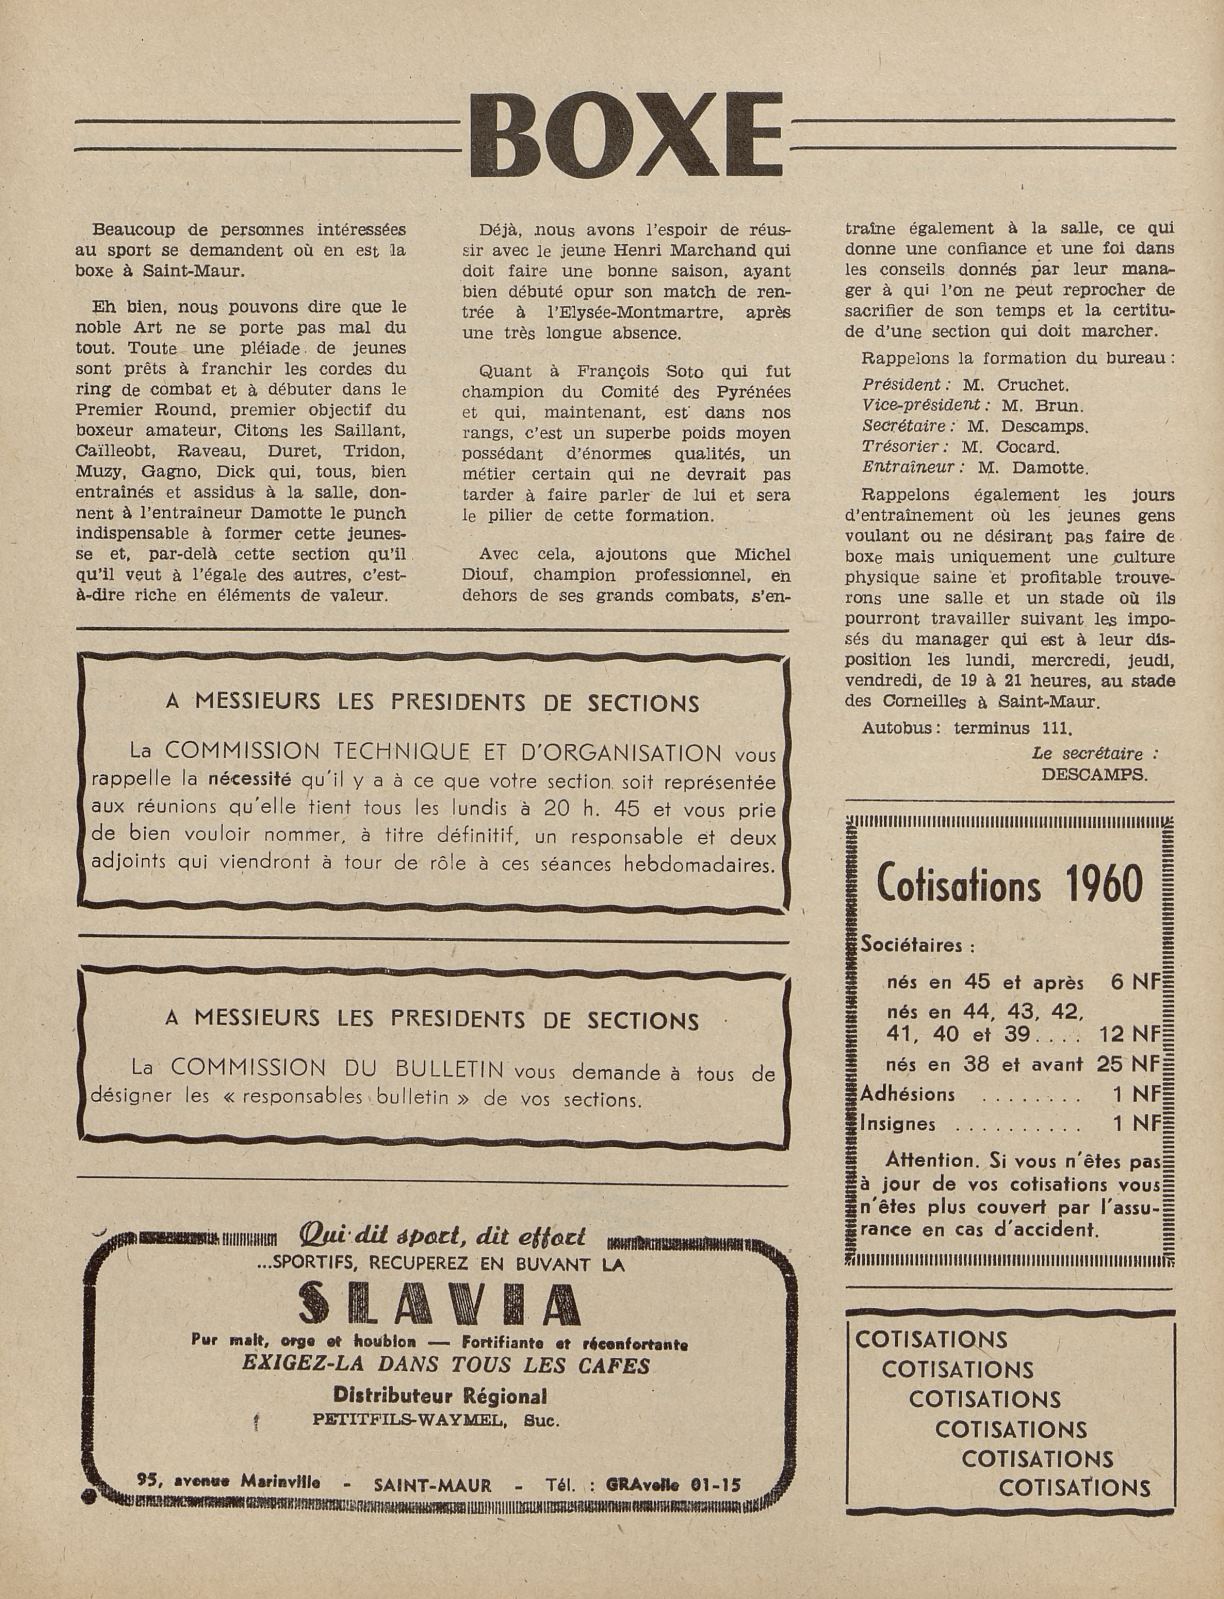 BOXE
Beaucoup de personnes intéressées
au sport se demandent où en est la
boxe à Saint-Maur.
Eh bien, nous pouvons dire que le
noble Art ne se porte pas mal du
tout. Toute une pléiade de jeunes
sont prêts à franchir les cordes du
ring de combat et à débuter dans le
Premier Round, premier objectif du
boxeur amateur, Citons les Saillant,
Caïlleobt, Raveau, Duret, Tridon,
Muzy, Gagno, Dick qui, tous, bien
entraînés et assidus à la salle, don-
nent à l'entraîneur Damotte le punch
indispensable à former cette jeunes-
se et, par-delà cette section qu'il
qu'il veut à l'égale des autres, c'est-
à-dire riche en éléments de valeur.
Déjà, nous avons l'espoir de réus-
sir avec le jeune Henri Marchand qui
doit faire une bonne saison, ayant
bien débuté opur son match de ren-
trée à l'Elysée-Montmartre, après
une très longue absence.
Quant à François Soto qui fut
champion du Comité des Pyrénées
et qui, maintenant, est dans nos
rangs, c'est un superbe poids moyen
possédant d'énormes qualités, un
métier certain qui ne devrait pas
tarder à faire parler de lui et sera
le pilier de cette formation.
Avec cela, ajoutons que Michel
Diouf, champion professionnel, en
dehors de ses grands combats, s'en-
traîne également à la salle, ce qui
donne une confiance et une foi dans
les conseils donnés par leur mana-
ger à qui l'on ne peut reprocher de
sacrifier de son temps et la certitu-
de d'une section qui doit marcher.
Rappelons la formation du bureau :
Président : M. Cruchet.
Vice-président : M. Brun.
Secrétaire : M. Descamps.
Trésorier : M. Cocard.
Entraîneur : M. Damotte.
Rappelons également les jours
d'entraînement où les jeunes gens
voulant ou ne désirant pas faire de
boxe mais uniquement une culture
physique saine et profitable trouve-
rons une salle et un stade où ils
pourront travailler suivant les impo-
sés du manager qui est à leur dis-
position les lundi, mercredi, jeudi,
vendredi, de 19 à 21 heures, au stade
des Corneilles à Saint-Maur.
Autobus : terminus 111.
Le secrétaire :
DESCAMPS.
A MESSIEURS LES PRESIDENTS DE SECTIONS
La COMMISSION TECHNIQUE ET D'ORGANISATION vous
rappelle la nécessité qu'il y a à ce que votre section soit représentée
aux réunions qu'elle tient tous les lundis à 20 h. 45 et vous prie
de bien vouloir nommer, à titre définitif, un responsable et deux
adjoints qui viendront à tour de rôle à ces séances hebdomadaires.
A MESSIEURS LES PRESIDENTS DE SECTIONS
La COMMISSION DU BULLETIN vous demande à tous de
désigner les « responsables bulletin » de vos sections.
Qui dit sport, dit effort
...SPORTIFS, RECUPEREZ EN BUVANT LA
SLAVIA
Pur malt, orge et houblon — Fortifiante et réconfortante
EXIGEZ-LA DANS TOUS LES CAFES
Distributeur Régional
PETITFILS-WAYMEL, Suc.
95, avenue Marinville - SAINT-MAUR - Tél. : GRAvelle 01-15
Cotisations 1960
Sociétaires :
nés en 45 et après 6 NF
nés en 44, 43, 42,
41, 40 et 39.... 12 NF
nés en 38 et avant 25 NF
Adhésions ........ 1 NF
Insignes .......... 1 NF
Attention. Si vous n'êtes pas
à jour de vos cotisations vous
n'êtes plus couvert par l'assu-
rance en cas d'accident.
COTISATIONS
COTISATIONS
COTISATIONS
COTISATIONS
COTISATIONS
COTISATIONS